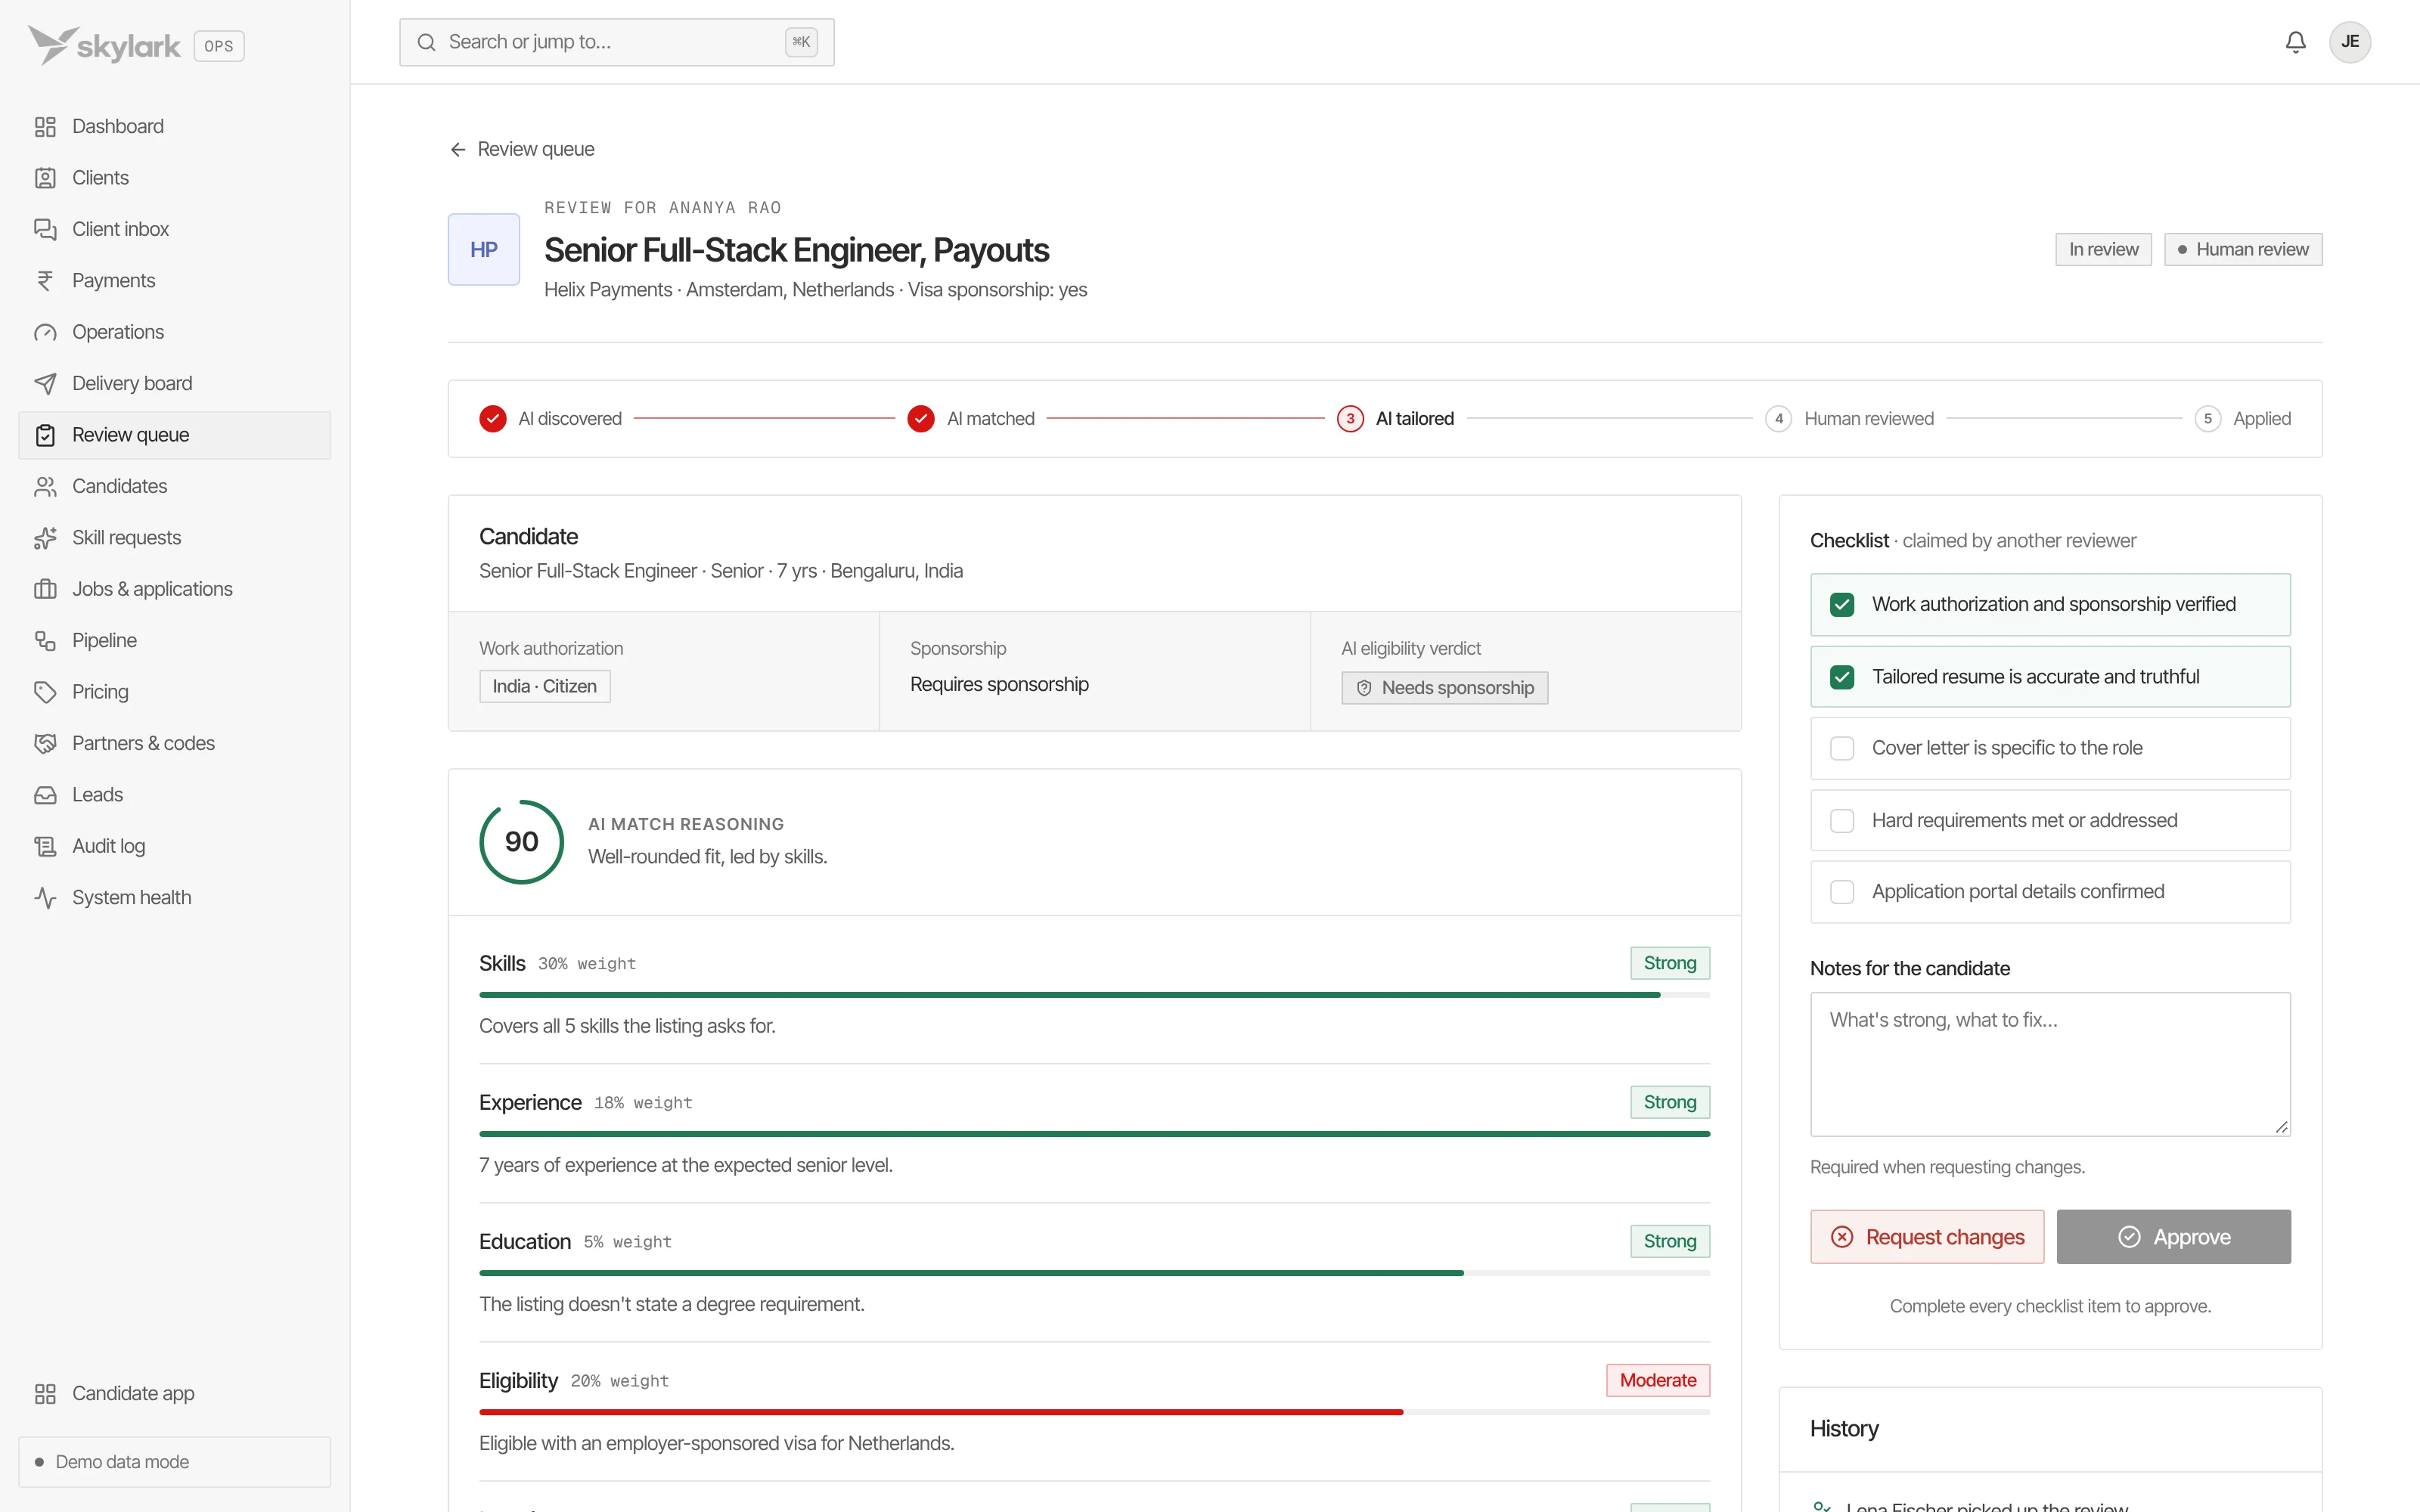 skylark OPS
Search or jump to... ⌘K
JE
Dashboard
Clients
Client inbox
Payments
Operations
Delivery board
Review queue
Candidates
Skill requests
Jobs & applications
Pipeline
Pricing
Partners & codes
Leads
Audit log
System health
Candidate app
Demo data mode
Review queue
HP
REVIEW FOR ANANYA RAO
Senior Full-Stack Engineer, Payouts
Helix Payments · Amsterdam, Netherlands · Visa sponsorship: yes
In review
Human review
AI discovered
AI matched
3 AI tailored
4 Human reviewed
5 Applied
Candidate
Senior Full-Stack Engineer · Senior · 7 yrs · Bengaluru, India
Work authorization
India · Citizen
Sponsorship
Requires sponsorship
AI eligibility verdict
Needs sponsorship
90
AI MATCH REASONING
Well-rounded fit, led by skills.
Skills 30% weight
Strong
Covers all 5 skills the listing asks for.
Experience 18% weight
Strong
7 years of experience at the expected senior level.
Education 5% weight
Strong
The listing doesn't state a degree requirement.
Eligibility 20% weight
Moderate
Eligible with an employer-sponsored visa for Netherlands.
Checklist · claimed by another reviewer
Work authorization and sponsorship verified
Tailored resume is accurate and truthful
Cover letter is specific to the role
Hard requirements met or addressed
Application portal details confirmed
Notes for the candidate
What's strong, what to fix...
Required when requesting changes.
Request changes
Approve
Complete every checklist item to approve.
History
Lena Fischer picked up the review